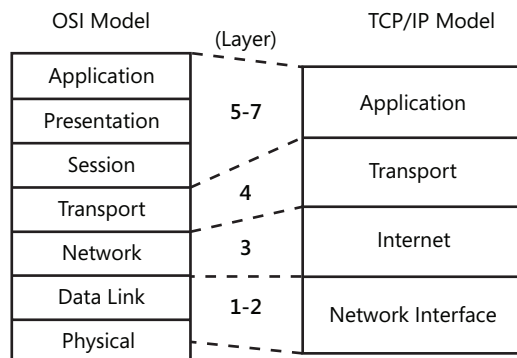 OSI Model
(Layer)
TCP/IP Model
Application
Presentation
Session
Transport
Network
Data Link
Physical
5-7
4
3
1-2
Application
Transport
Internet
Network Interface